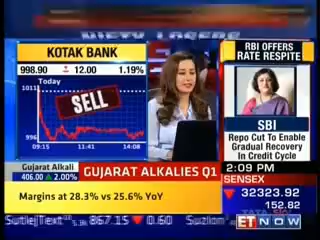 KOTAK BANK
998.90 12.00 1.19%
Today
1011
SELL
996
09:15 11:41 14:08
RBI OFFERS
RATE RESPITE
SBI
Repo Cut To Enable
Gradual Recovery
In Credit Cycle
Gujarat Alkali
406.00 2.00%
GUJARAT ALKALIES Q1
2:09 PM
Margins at 28.3% vs 25.6% YoY
SENSEX
32323.92
152.82
SutlejText 867.15 0.50 Suzlon
ET NOW